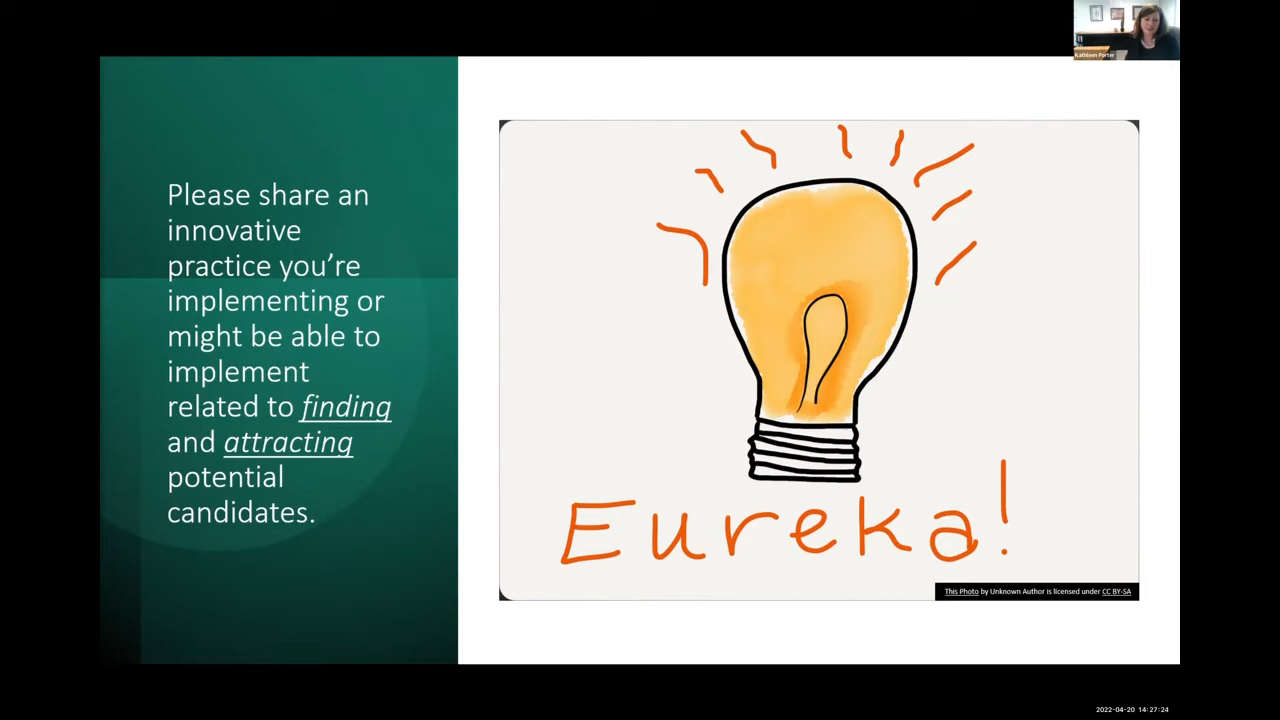 Kathleen Porter
Please share an
innovative
practice you’re
implementing or
might be able to
implement
related to finding
and attracting
potential
candidates.
Eureka!
This Photo by Unknown Author is licensed under CC BY-SA
2022-04-20 14:27:24